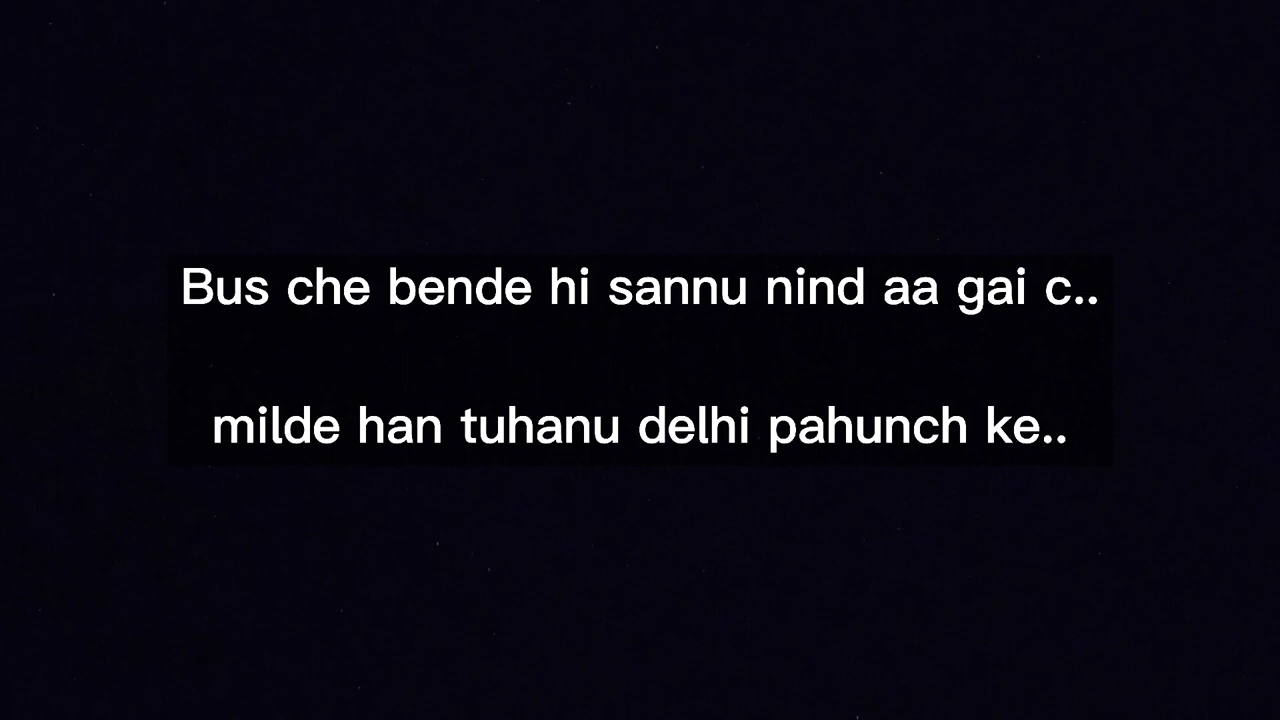 Bus che bende hi sannu nind aa gai c..
milde han tuhanu delhi pahunch ke..